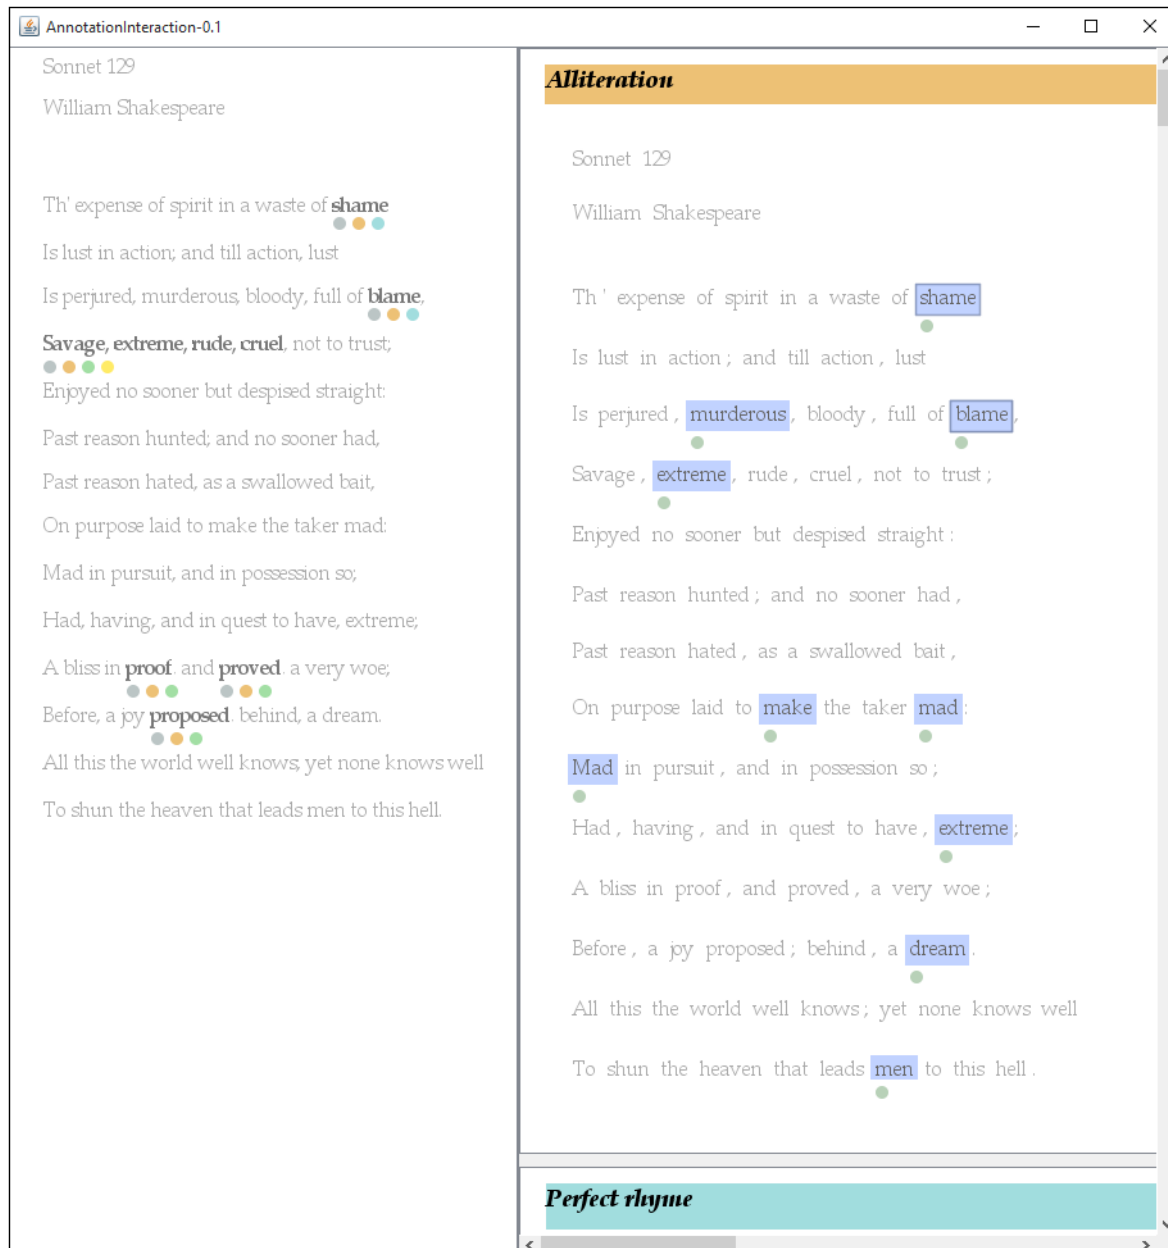 AnnotationInteraction-0.1
Sonnet 129
William Shakespeare
Th' expense of spirit in a waste of shame
Is lust in action; and till action, lust
Is perjured, murderous, bloody, full of blame,
Savage, extreme, rude, cruel, not to trust;
Enjoyed no sooner but despised straight:
Past reason hunted; and no sooner had,
Past reason hated, as a swallowed bait,
On purpose laid to make the taker mad:
Mad in pursuit, and in possession so;
Had, having, and in quest to have, extreme;
A bliss in proof, and proved, a very woe;
Before, a joy proposed, behind, a dream.
All this the world well knows; yet none knows well
To shun the heaven that leads men to this hell.
Alliteration
Sonnet 129
William Shakespeare
Th ' expense of spirit in a waste of shame
Is lust in action ; and till action , lust
Is perjured , murderous , bloody , full of blame ,
Savage , extreme , rude , cruel , not to trust ;
Enjoyed no sooner but despised straight :
Past reason hunted ; and no sooner had ,
Past reason hated , as a swallowed bait ,
On purpose laid to make the taker mad :
Mad in pursuit , and in possession so ;
Had , having , and in quest to have , extreme ;
A bliss in proof , and proved , a very woe ;
Before , a joy proposed ; behind , a dream .
All this the world well knows ; yet none knows well
To shun the heaven that leads men to this hell .
Perfect rhyme